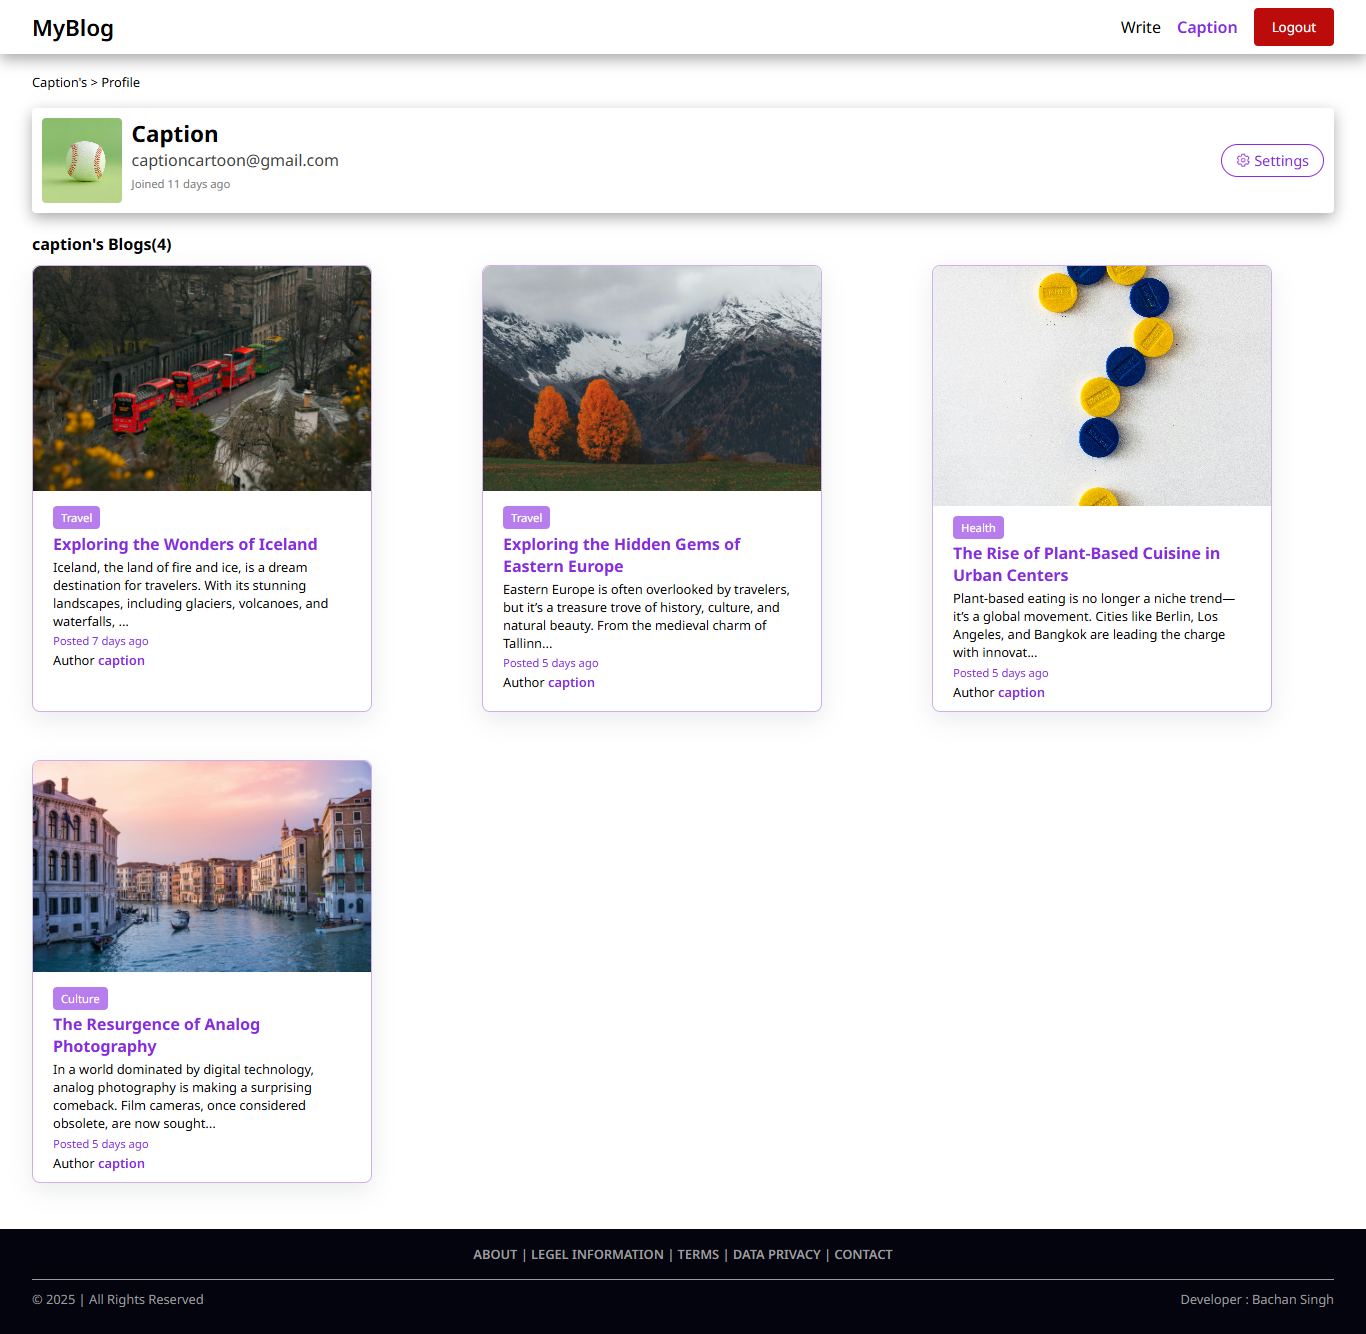 MyBlog
Write Caption Logout
Caption's > Profile
Caption
captioncartoon@gmail.com
Joined 11 days ago
Settings
caption's Blogs(4)
Travel
Exploring the Wonders of Iceland
Iceland, the land of fire and ice, is a dream
destination for travelers. With its stunning
landscapes, including glaciers, volcanoes, and
waterfalls, ...
Posted 7 days ago
Author caption
Travel
Exploring the Hidden Gems of
Eastern Europe
Eastern Europe is often overlooked by travelers,
but it’s a treasure trove of history, culture, and
natural beauty. From the medieval charm of
Tallinn...
Posted 5 days ago
Author caption
Health
The Rise of Plant-Based Cuisine in
Urban Centers
Plant-based eating is no longer a niche trend—
it’s a global movement. Cities like Berlin, Los
Angeles, and Bangkok are leading the charge
with innovat...
Posted 5 days ago
Author caption
Culture
The Resurgence of Analog
Photography
In a world dominated by digital technology,
analog photography is making a surprising
comeback. Film cameras, once considered
obsolete, are now sought...
Posted 5 days ago
Author caption
ABOUT | LEGEL INFORMATION | TERMS | DATA PRIVACY | CONTACT
© 2025 | All Rights Reserved
Developer : Bachan Singh